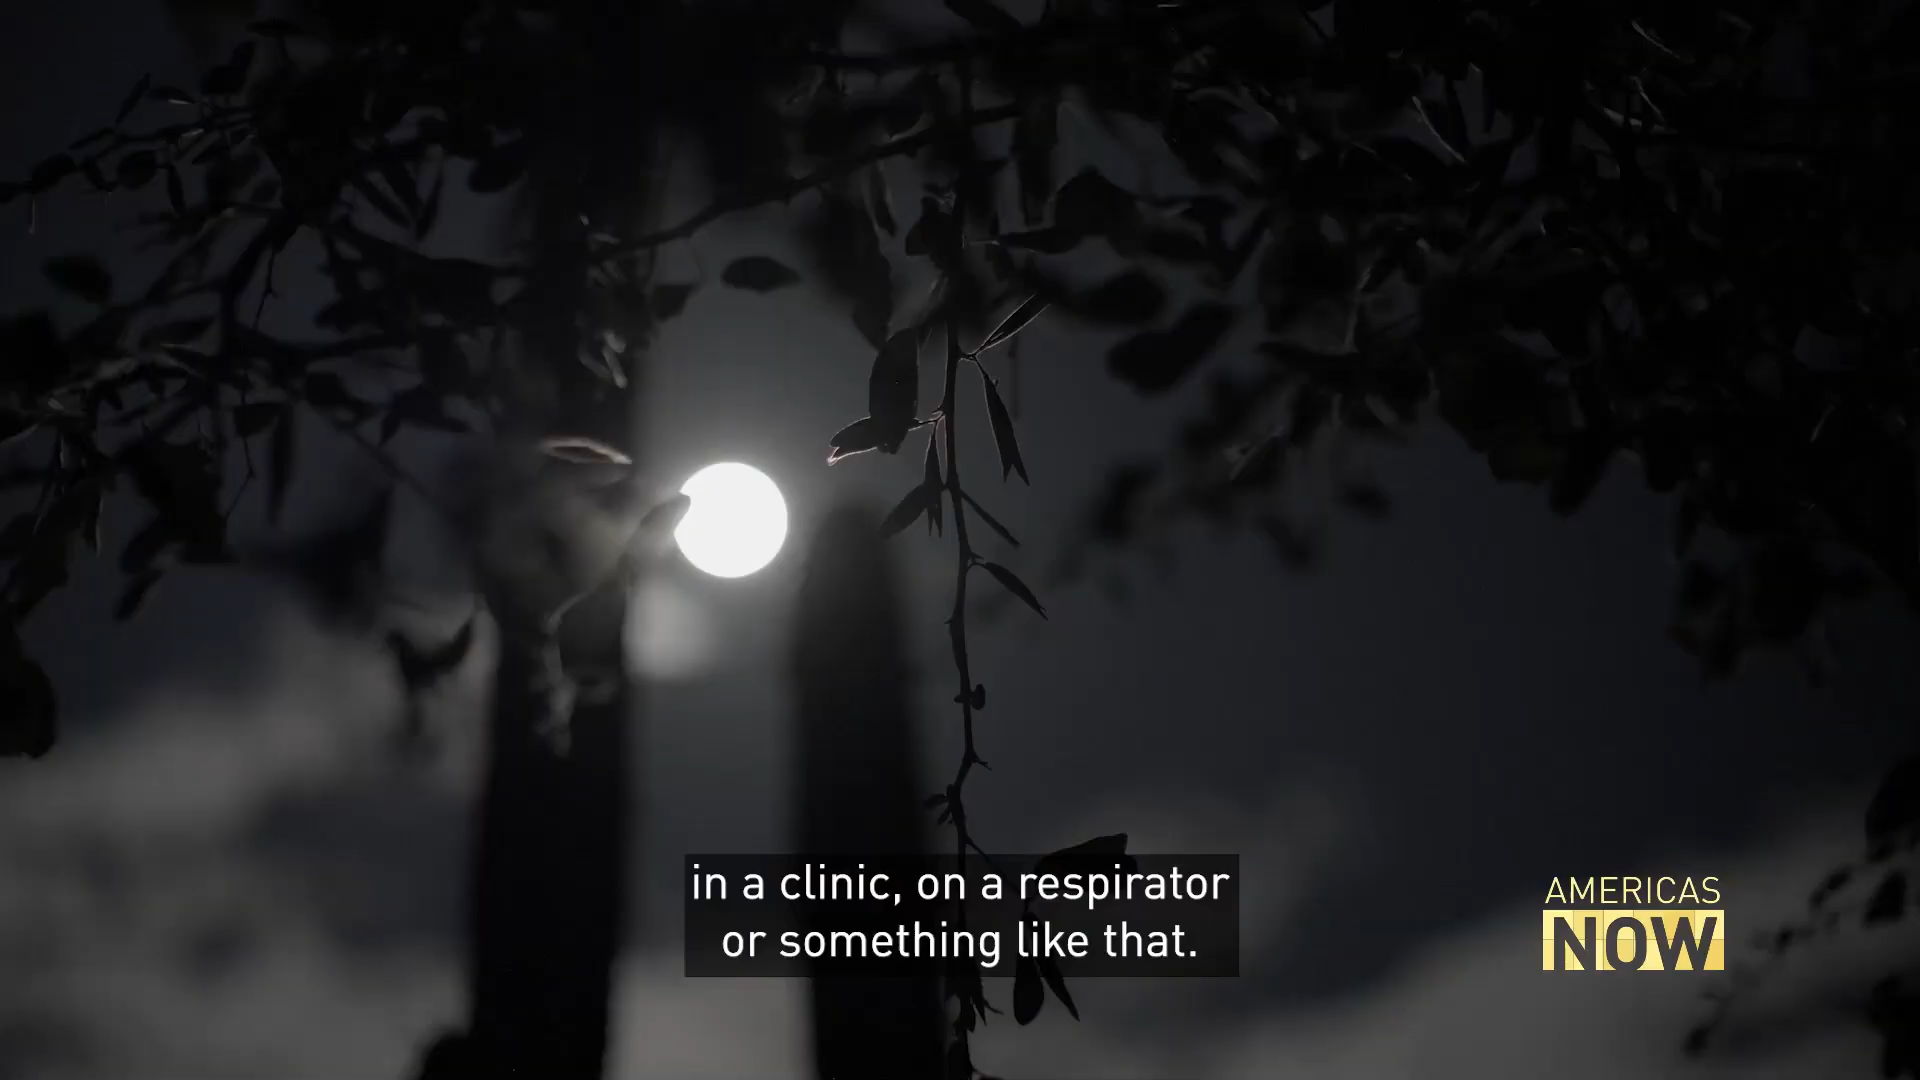 in a clinic, on a respirator
or something like that.
AMERICAS
NOW